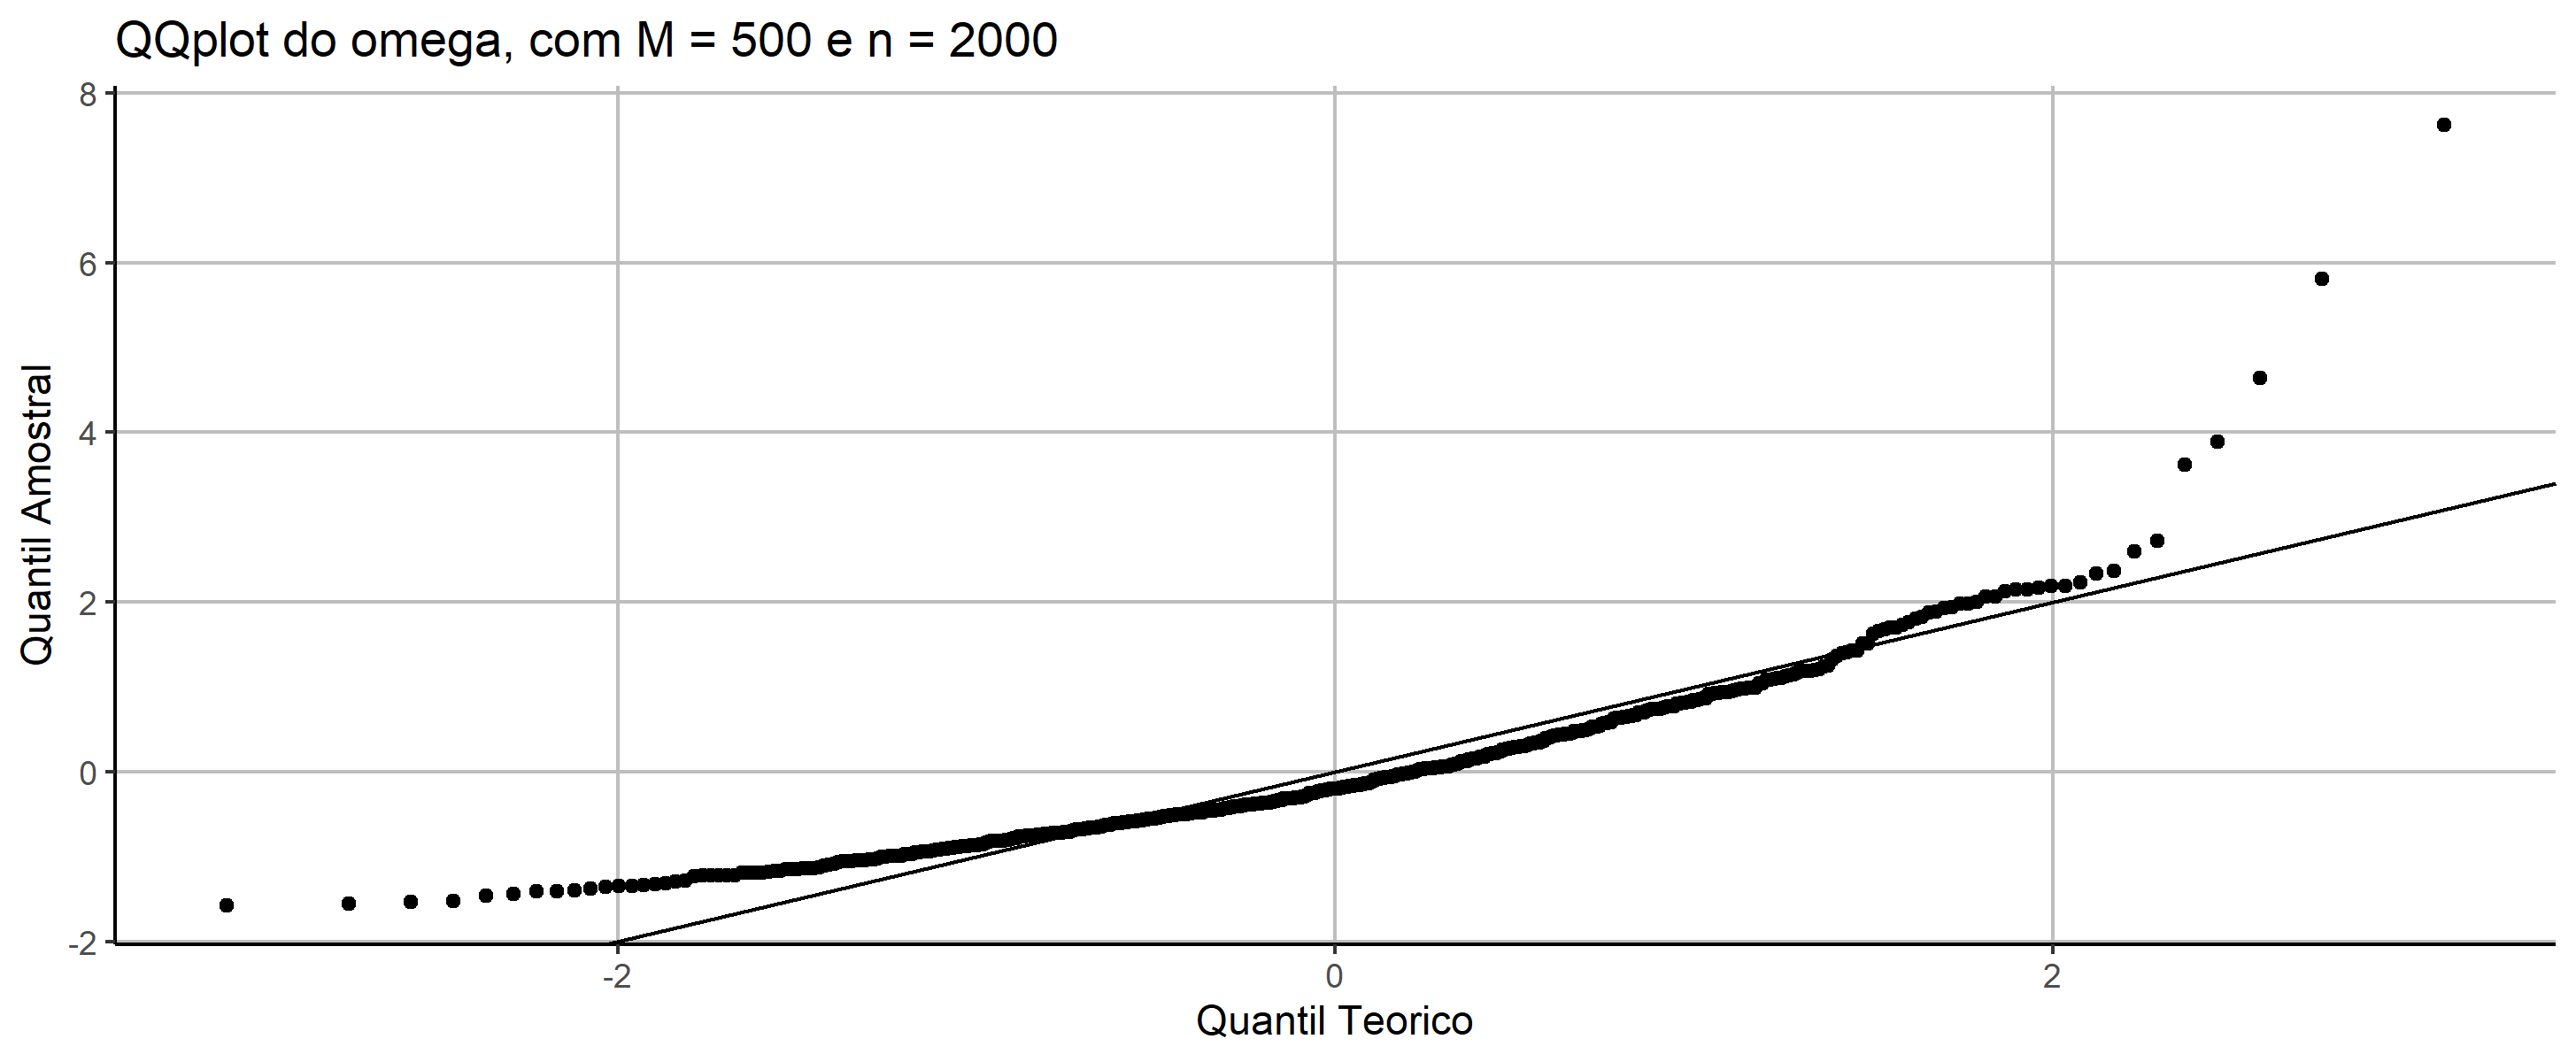 QQplot do omega, com M = 500 e n = 2000
8
6
4
2
0
-2
Quantil Amostral
-2 0 2
Quantil Teorico